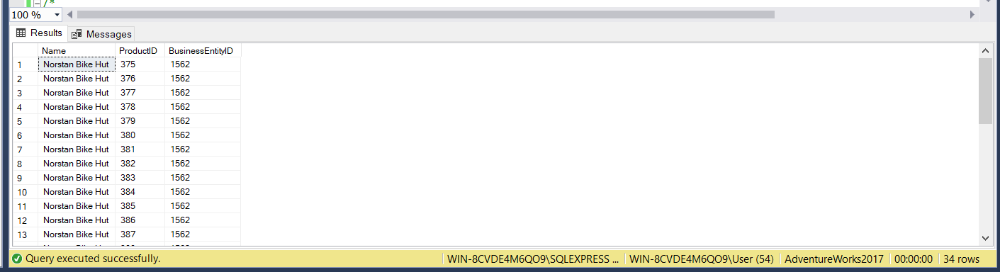 /*
100 %
Results Messages
Name ProductID BusinessEntityID
1 Norstan Bike Hut 375 1562
2 Norstan Bike Hut 376 1562
3 Norstan Bike Hut 377 1562
4 Norstan Bike Hut 378 1562
5 Norstan Bike Hut 379 1562
6 Norstan Bike Hut 380 1562
7 Norstan Bike Hut 381 1562
8 Norstan Bike Hut 382 1562
9 Norstan Bike Hut 383 1562
10 Norstan Bike Hut 384 1562
11 Norstan Bike Hut 385 1562
12 Norstan Bike Hut 386 1562
13 Norstan Bike Hut 387 1562
Query executed successfully. WIN-8CVDE4M6QO9\SQLEXPRESS ... WIN-8CVDE4M6QO9\User (54) AdventureWorks2017 00:00:00 34 rows